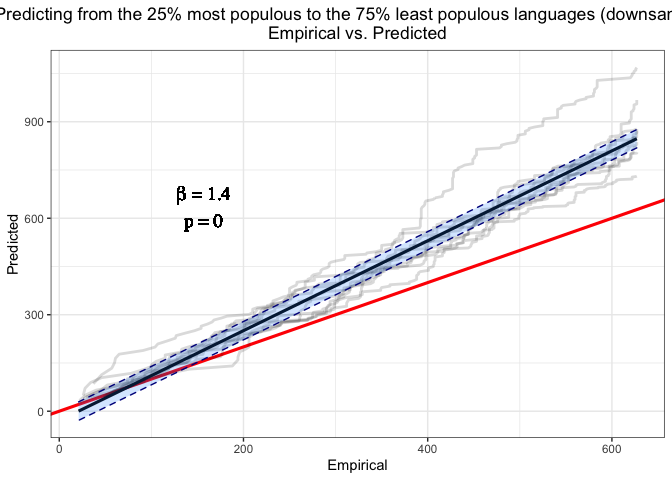 Predicting from the 25% most populous to the 75% least populous languages (downsar
Empirical vs. Predicted
900
β = 1.4
p = 0
600
300
0
Predicted
0 200 400 600
Empirical